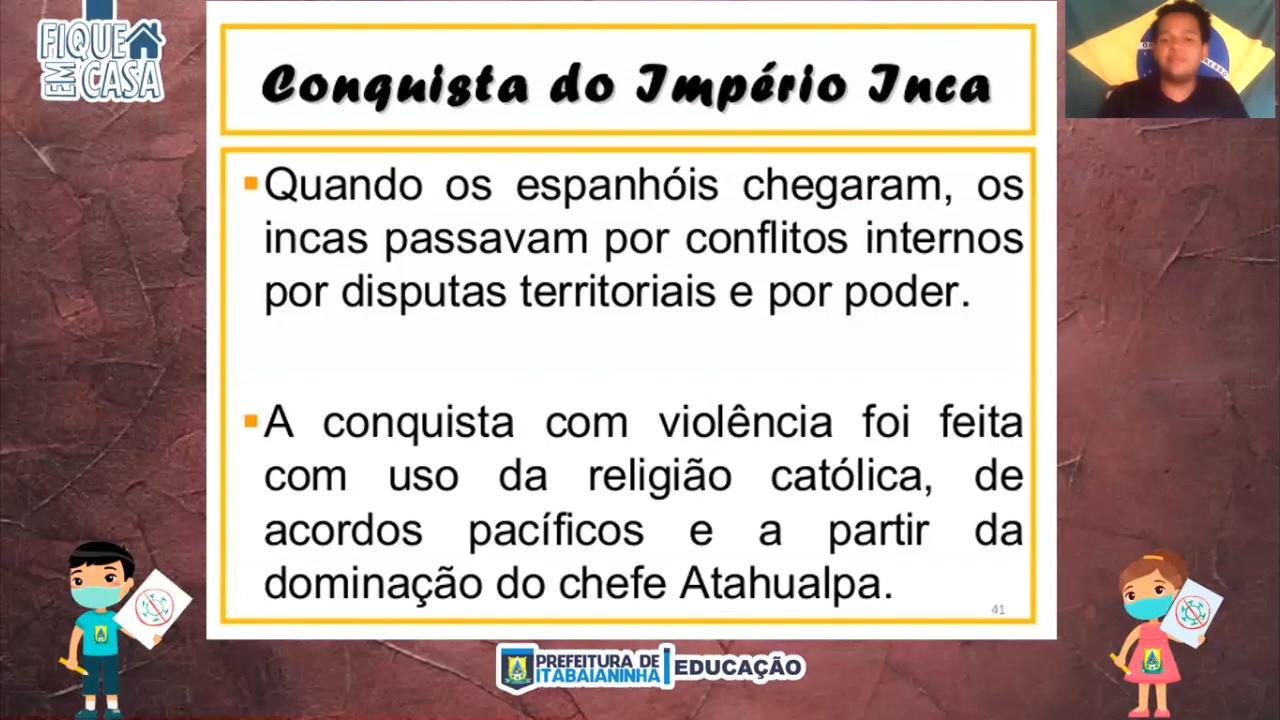 FIQUE
EM CASA
Conquista do Império Inca
Quando os espanhóis chegaram, os
incas passavam por conflitos internos
por disputas territoriais e por poder.
A conquista com violência foi feita
com uso da religião católica, de
acordos pacíficos e a partir da
dominação do chefe Atahualpa.
41
PREFEITURA DE
ITABAIANINHA
EDUCAÇÃO